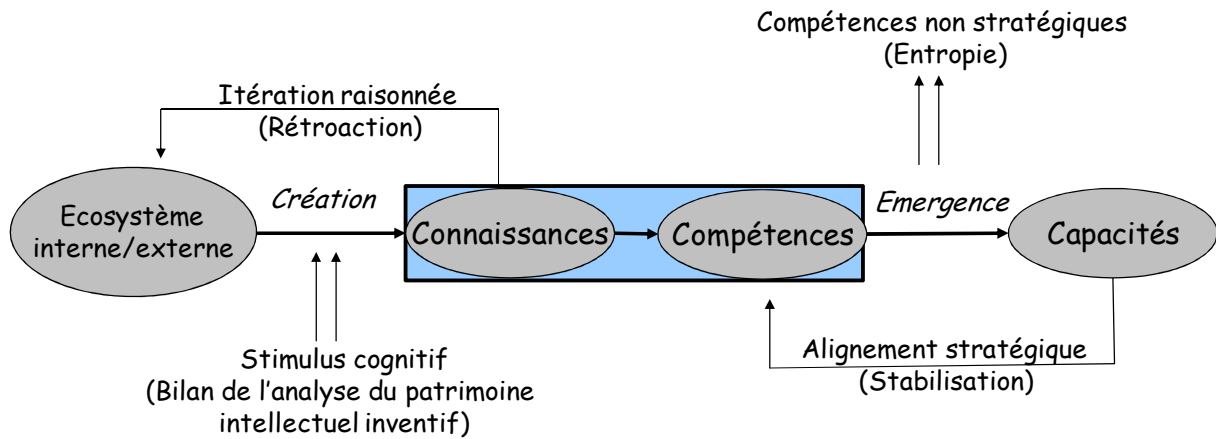 Compétences non stratégiques
(Entropie)
Itération raisonnée
(Rétroaction)
Création
Emergence
Ecosystème
interne/externe
Connaissances
Compétences
Capacités
Stimulus cognitif
(Bilan de l'analyse du patrimoine
intellectuel inventif)
Alignement stratégique
(Stabilisation)